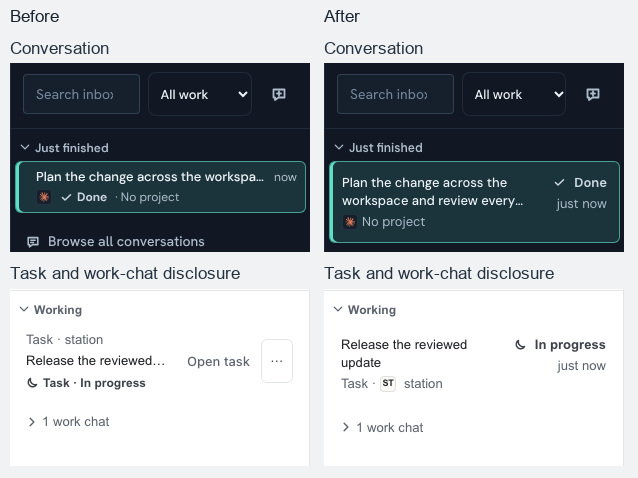 Before
Conversation
Search inbox
All work
Just finished
Plan the change across the workspa… now
Done · No project
Browse all conversations
Task and work-chat disclosure
Working
Task · station
Release the reviewed…
Open task
···
Task · In progress
1 work chat
After
Conversation
Search inbox
All work
Just finished
Plan the change across the
workspace and review every…
Done
just now
No project
Task and work-chat disclosure
Working
Release the reviewed
update
In progress
just now
Task · ST station
1 work chat